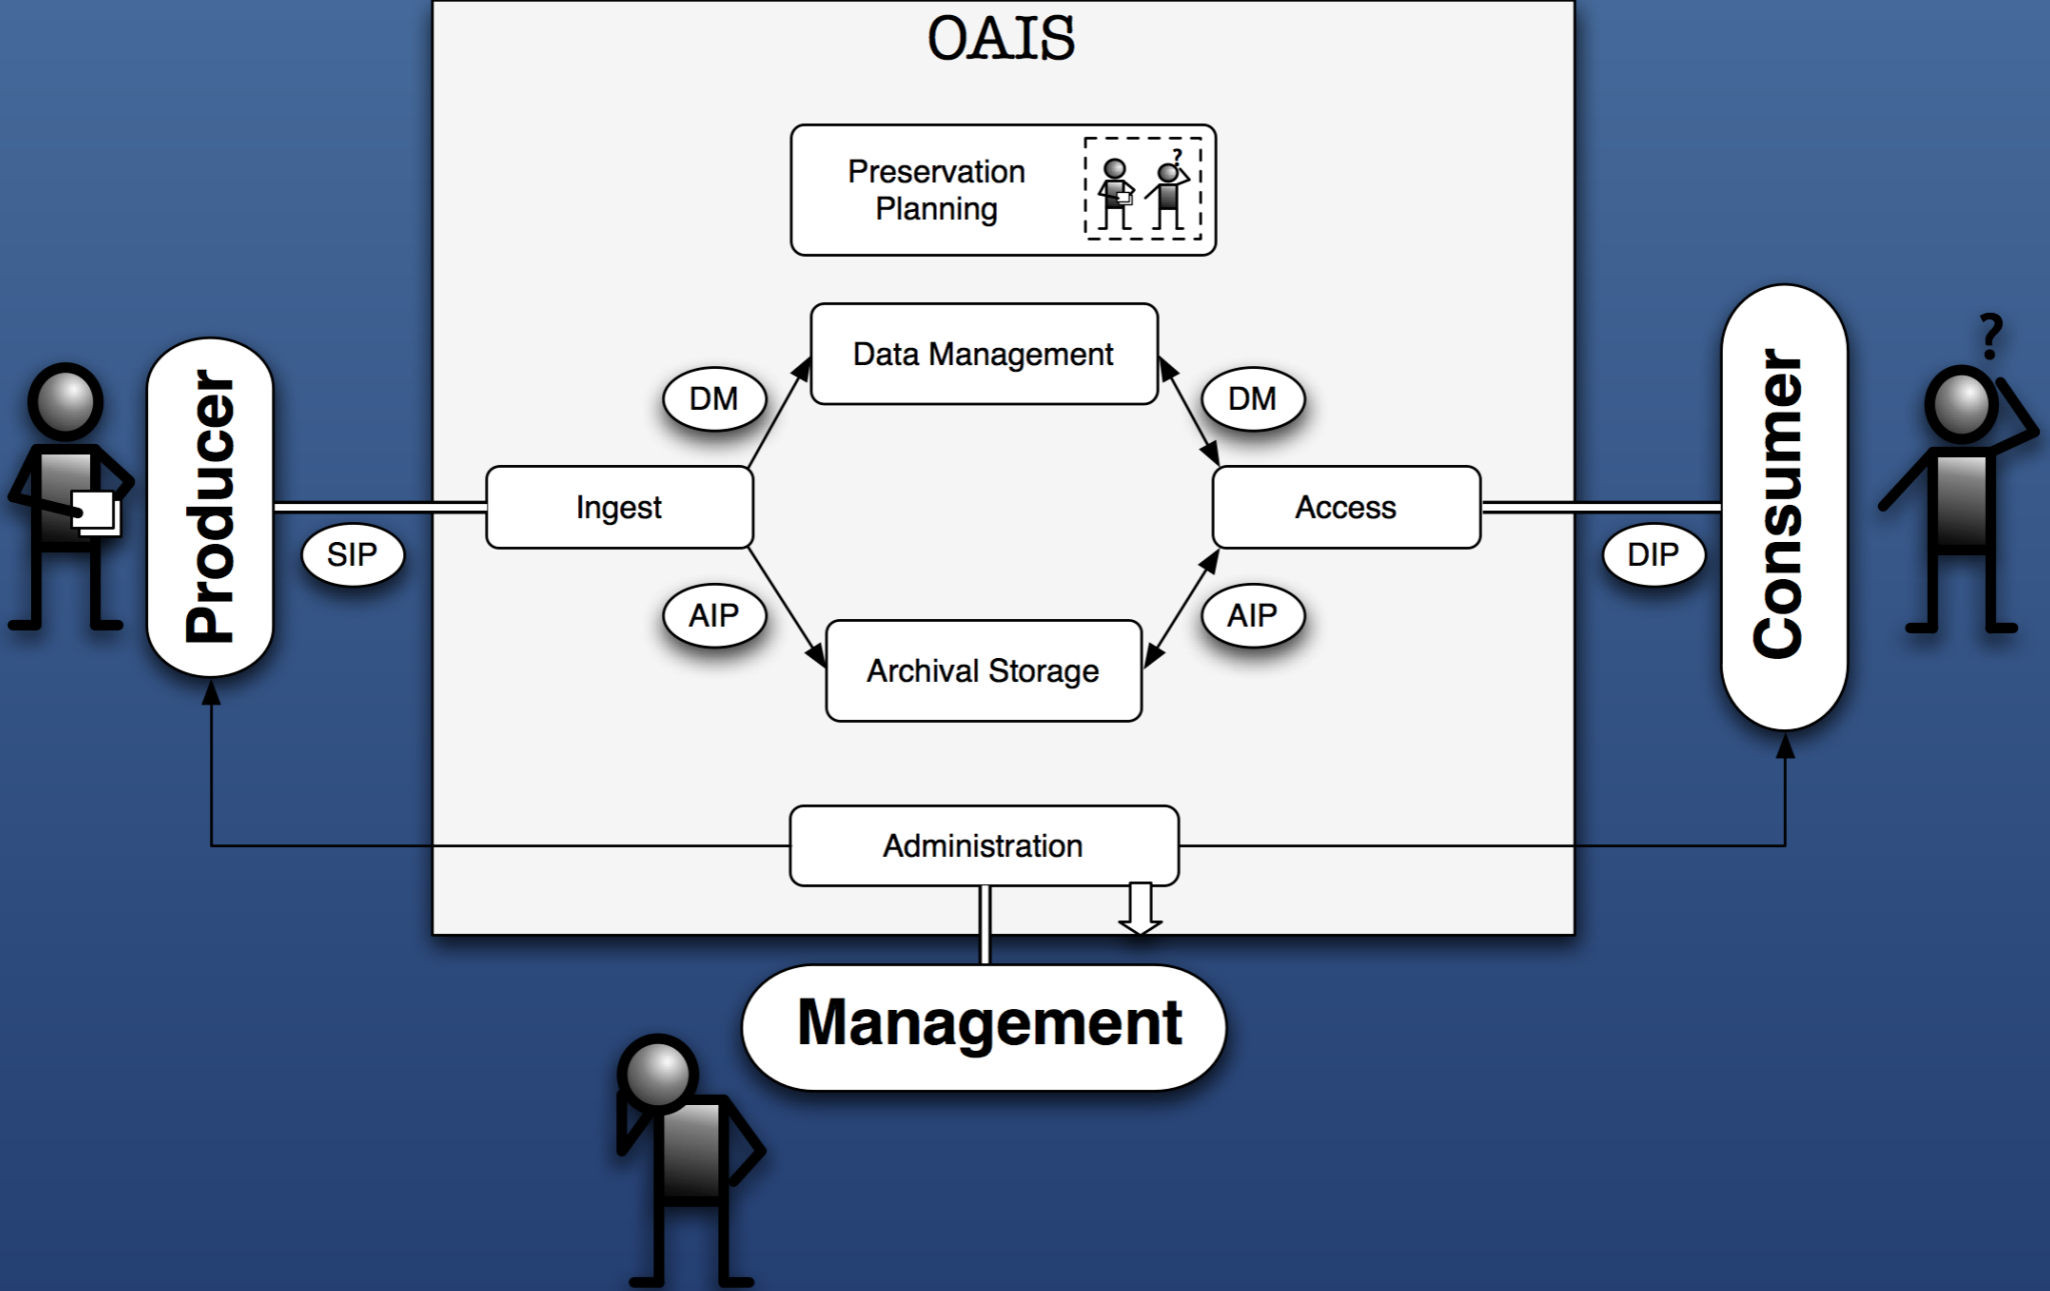 OAIS
Preservation
Planning
?
Data Management
DM
DM
?
Producer
Ingest
Access
Consumer
SIP
DIP
AIP
AIP
Archival Storage
Administration
Management